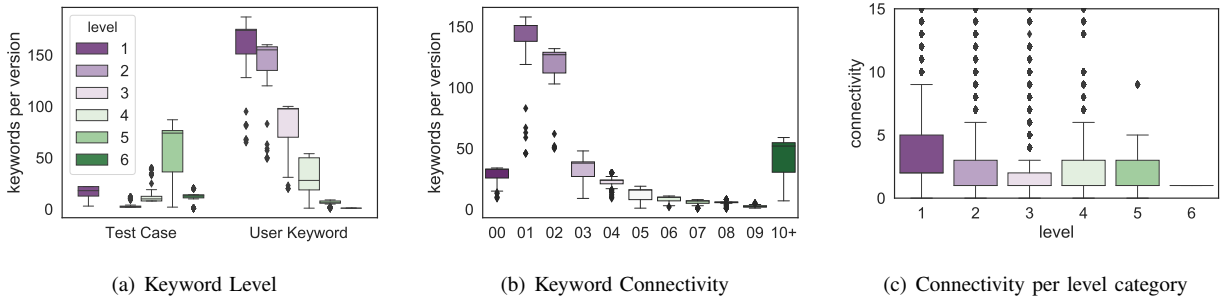 level
1
2
3
4
5
6
keywords per version
150
100
50
0
Test Case
User Keyword
(a) Keyword Level
keywords per version
150
100
50
0
00 01 02 03 04 05 06 07 08 09 10+
(b) Keyword Connectivity
connectivity
15
10
5
0
1 2 3 4 5 6
level
(c) Connectivity per level category